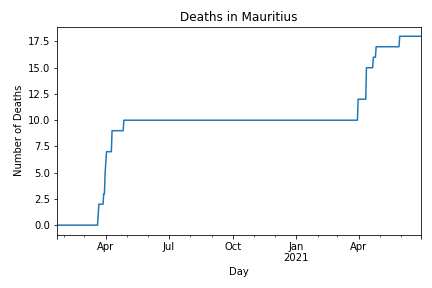 Deaths in Mauritius
Number of Deaths
17.5
15.0
12.5
10.0
7.5
5.0
2.5
0.0
Apr Jul Oct Jan Apr
2021
Day